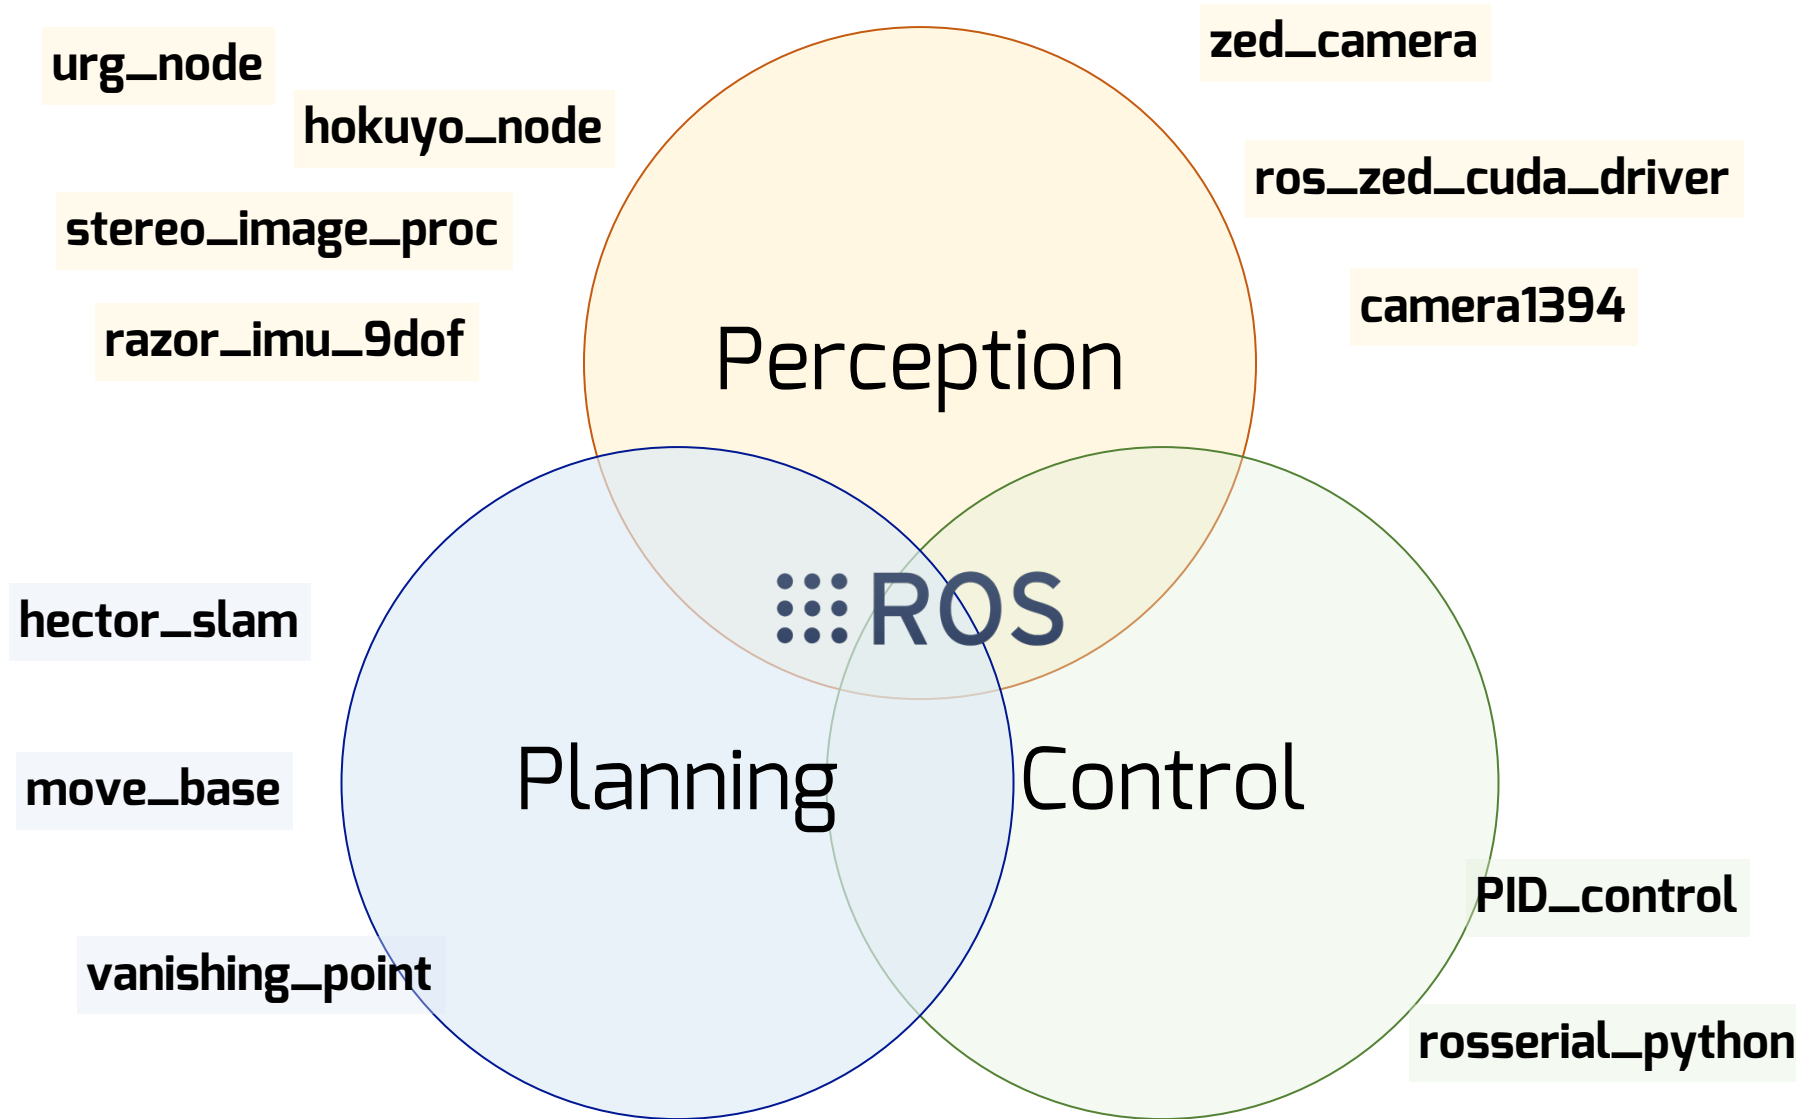 urg_node
zed_camera
hokuyo_node
ros_zed_cuda_driver
stereo_image_proc
camera1394
razor_imu_9dof
Perception
ROS
hector_slam
move_base
Planning
Control
PID_control
vanishing_point
rosserial_python